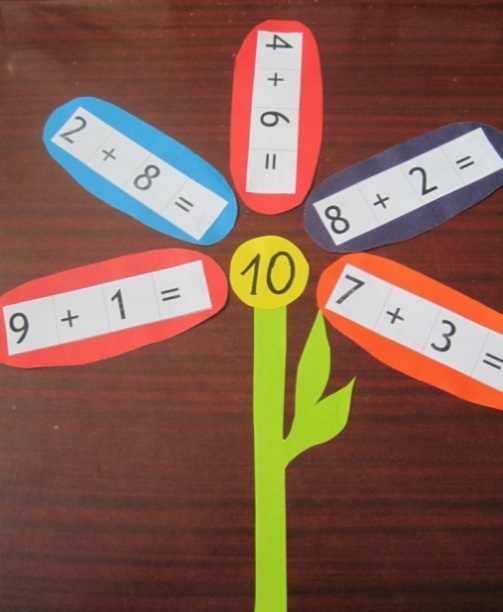 4 + 6 =
2 + 8 =
8 + 2 =
9 + 1 =
10
7 + 3 =